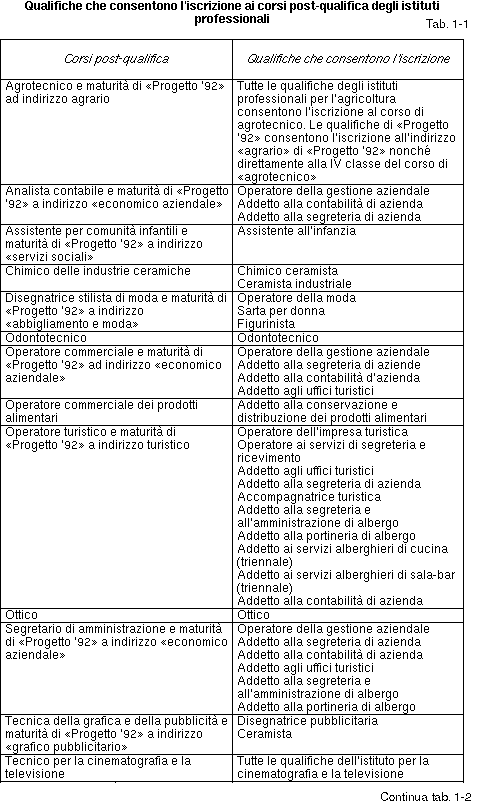 Qualifiche che consentono l'iscrizione ai corsi post-qualifica degli istituti
professionali
Tab. 1-1
Corsi post-qualifica
Qualifiche che consentono l'iscrizione
Agrotecnico e maturità di «Progetto '92»
ad indirizzo agrario
Tutte le qualifiche degli istituti
professionali per l'agricoltura
consentono l'iscrizione al corso di
agrotecnico. Le qualifiche di «Progetto
'92» consentono l'iscrizione all'indirizzo
«agrario» di «Progetto '92» nonché
direttamente alla IV classe del corso di
«agrotecnico»
Analista contabile e maturità di «Progetto
'92» a indirizzo «economico aziendale»
Operatore della gestione aziendale
Addetto alla contabilità di azienda
Addetto alla segreteria di azienda
Assistente per comunità infantili e
maturità di «Progetto '92» a indirizzo
«servizi sociali»
Assistente all'infanzia
Chimico delle industrie ceramiche
Chimico ceramista
Ceramista industriale
Disegnatrice stilista di moda e maturità di
«Progetto '92» a indirizzo
«abbigliamento e moda»
Operatore della moda
Sarta per donna
Figurinista
Odontotecnico
Odontotecnico
Operatore commerciale e maturità di
«Progetto '92» ad indirizzo «economico
aziendale»
Operatore della gestione aziendale
Addetto alla segreteria di aziende
Addetto alla contabilità d'azienda
Addetto agli uffici turistici
Operatore commerciale dei prodotti
alimentari
Addetto alla conservazione e
distribuzione dei prodotti alimentari
Operatore turistico e maturità di
«Progetto '92» a indirizzo turistico
Operatore dell'impresa turistica
Operatore ai servizi di segreteria e
ricevimento
Addetto agli uffici turistici
Addetto alla segreteria di azienda
Accompagnatrice turistica
Addetto alla segreteria e
all'amministrazione di albergo
Addetto alla portineria di albergo
Addetto ai servizi alberghieri di cucina
(triennale)
Addetto ai servizi alberghieri di sala-bar
(triennale)
Addetto alla contabilità di azienda
Ottico
Ottico
Segretario di amministrazione e maturità
di «Progetto '92» a indirizzo «economico
aziendale»
Operatore della gestione aziendale
Addetto alla segreteria di azienda
Addetto alla contabilità di azienda
Addetto agli uffici turistici
Addetto alla segreteria e
all'amministrazione di albergo
Addetto alla portineria di albergo
Tecnica della grafica e della pubblicità e
maturità di «Progetto '92» a indirizzo
«grafico pubblicitario»
Disegnatrice pubblicitaria
Ceramista
Tecnico per la cinematografia e la
televisione
Tutte le qualifiche dell'istituto per la
cinematografia e la televisione
Continua tab. 1-2